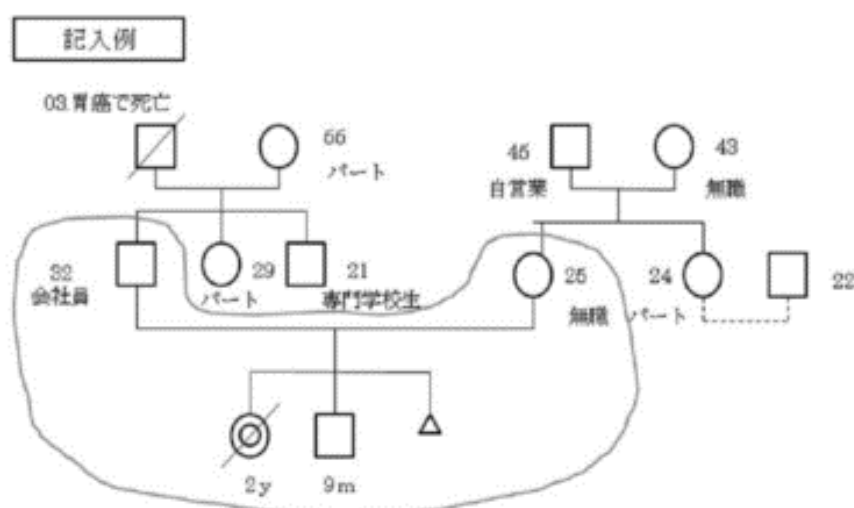 記入例
03.胃癌で死亡
66
パート
45
自営業
43
無職
32
会社員
29
パート
21
専門学校生
25
無職
24
パート
22
2y
9m